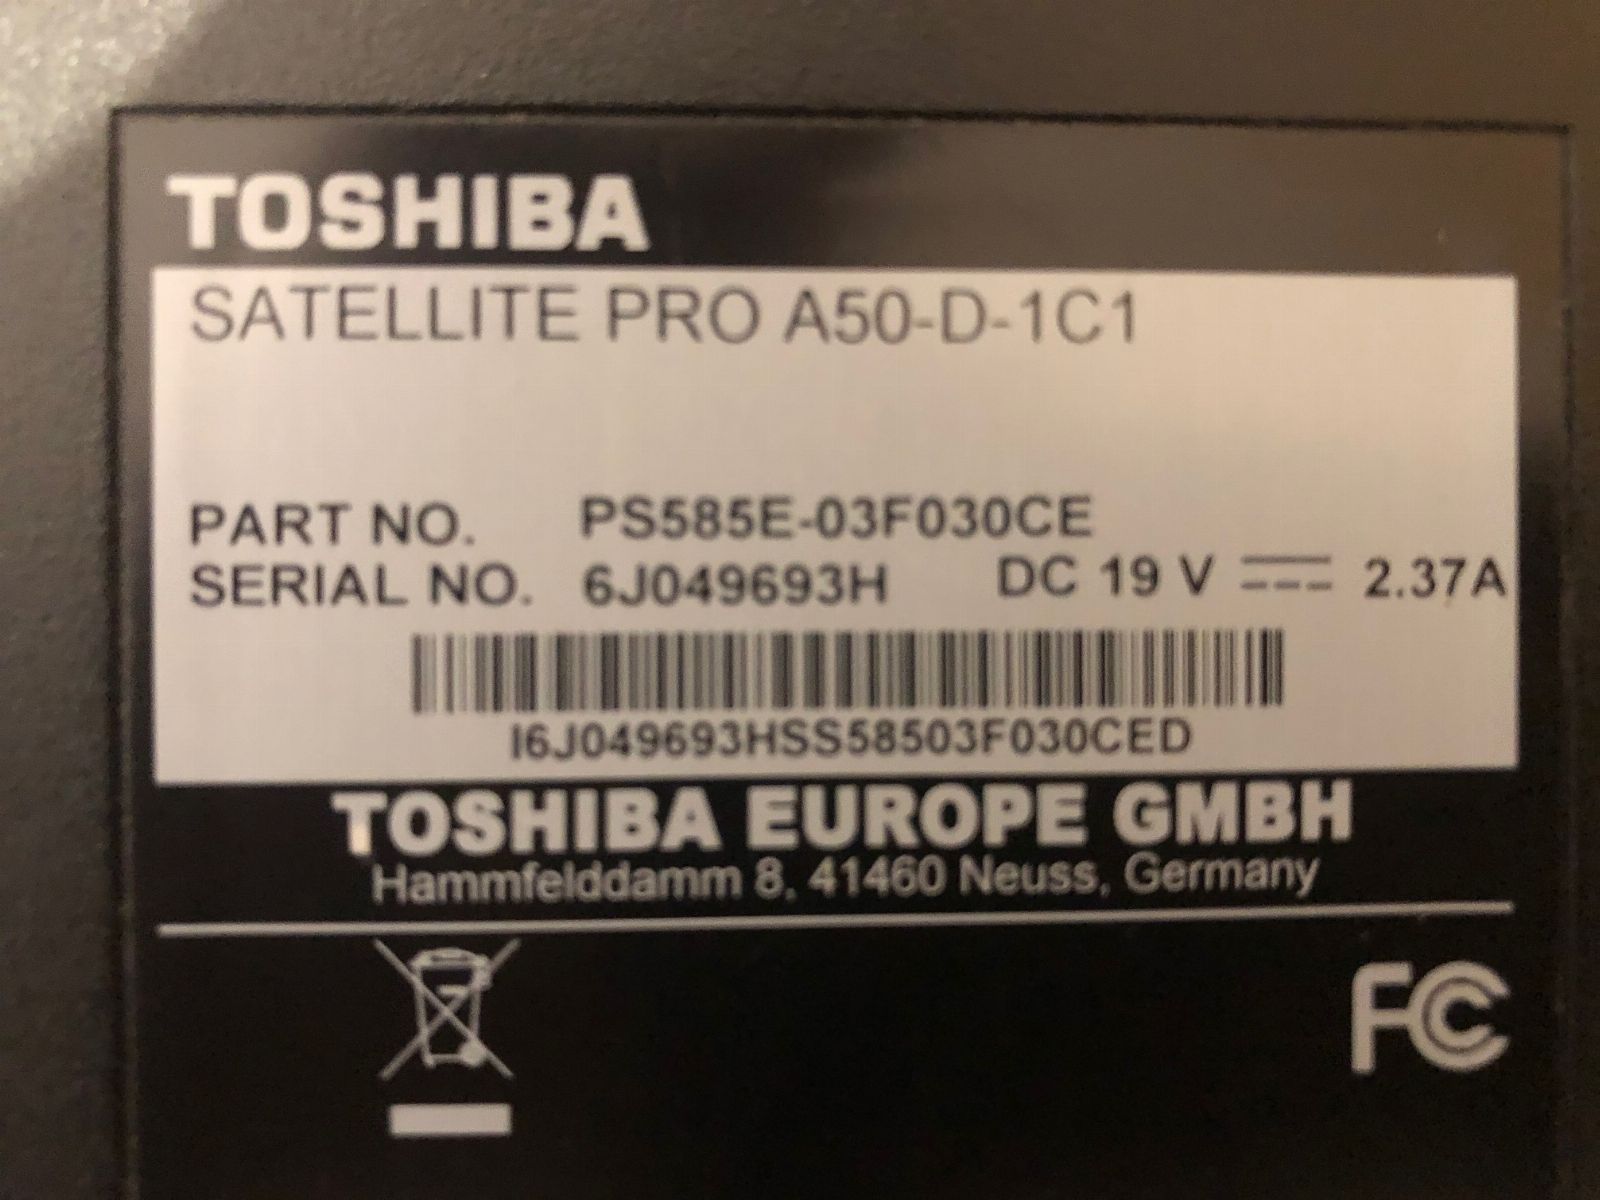 TOSHIBA
SATELLITE PRO A50-D-1C1
PART NO. PS585E-03F030CE
SERIAL NO. 6J049693H DC 19 V ⎓ 2.37A
I6J049693HSS58503F030CED
TOSHIBA EUROPE GMBH
Hammfelddamm 8, 41460 Neuss, Germany
FC